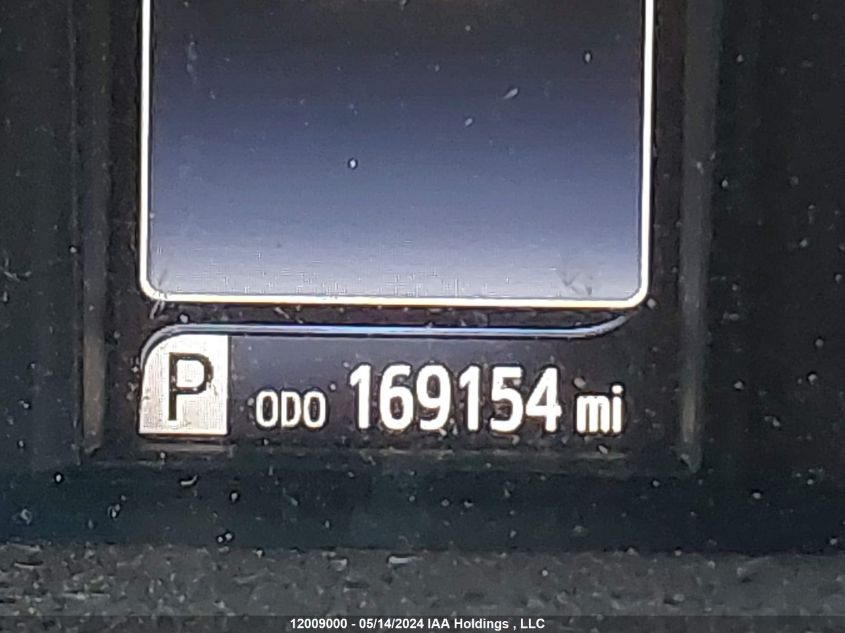 P ODO 169154 mi
12009000 - 05/14/2024 IAA Holdings , LLC